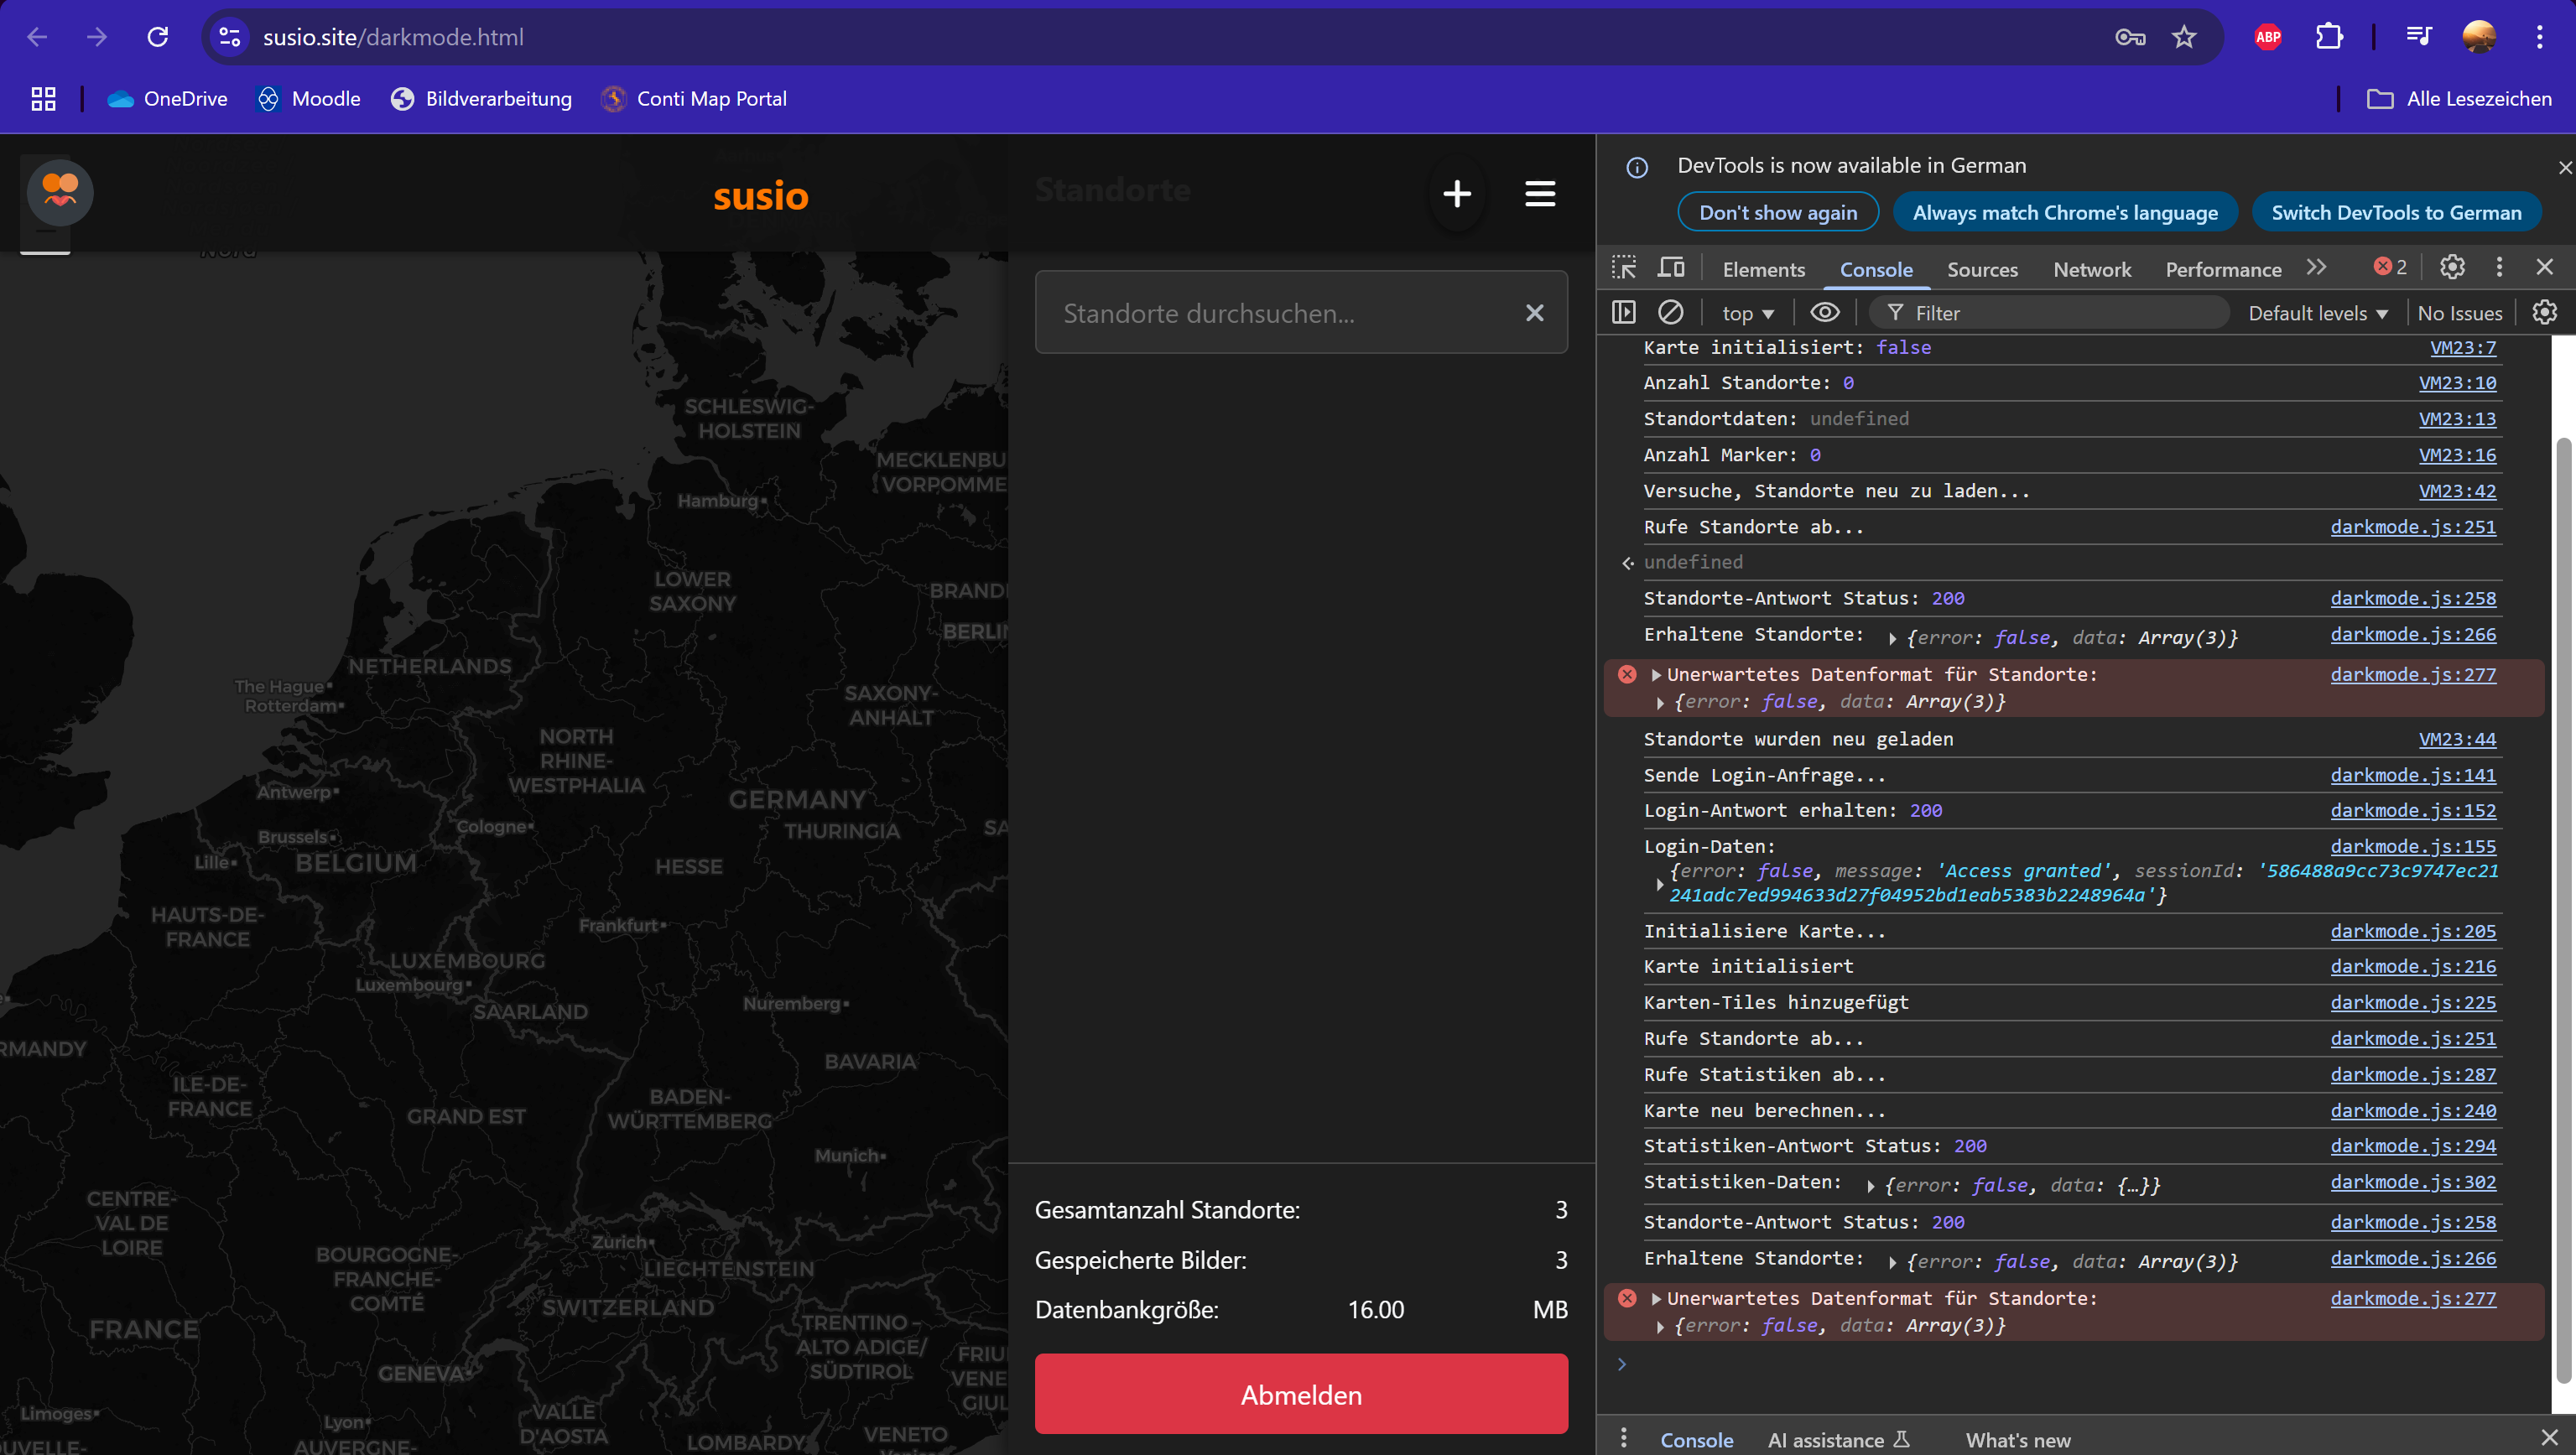 susio.site/darkmode.html
ABP
OneDrive
Moodle
Bildverarbeitung
Conti Map Portal
Alle Lesezeichen
susio
Standorte
Standorte durchsuchen...
Nord
SCHLESWIG-
HOLSTEIN
MECKLENBU
VORPOMME
Hamburg
LOWER
SAXONY
BRANDI
BERLIN
NETHERLANDS
The Hague
Rotterdam
SAXONY-
ANHALT
NORTH
RHINE-
WESTPHALIA
Antwerp
GERMANY
Brussels
Cologne
THURINGIA
SA
Lille
BELGIUM
HESSE
HAUTS-DE-
FRANCE
Frankfurt
LUXEMBOURG
Luxembourg
Nuremberg
SAARLAND
RMANDY
BAVARIA
ILE-DE-
FRANCE
GRAND EST
BADEN-
WÜRTTEMBERG
Munich
CENTRE-
VAL DE
LOIRE
Zürich
BOURGOGNE-
FRANCHE-
COMTÉ
LIECHTENSTEIN
SWITZERLAND
FRANCE
TRENTINO –
ALTO ADIGE/
SÜDTIROL
FRIU
VENE
GIUL
GENEVA
Limoges
Lyon
VALLE
D'AOSTA
LOMBARDY
VENETO
OUVELLE-
AUVERGNE-
Gesamtanzahl Standorte: 3
Gespeicherte Bilder: 3
Datenbankgröße: 16.00 MB
Abmelden
DevTools is now available in German
Don't show again
Always match Chrome's language
Switch DevTools to German
Elements Console Sources Network Performance 2
top Filter Default levels No Issues
Karte initialisiert: false VM23:7
Anzahl Standorte: 0 VM23:10
Standortdaten: undefined VM23:13
Anzahl Marker: 0 VM23:16
Versuche, Standorte neu zu laden... VM23:42
Rufe Standorte ab... darkmode.js:251
undefined
Standorte-Antwort Status: 200 darkmode.js:258
Erhaltene Standorte: {error: false, data: Array(3)} darkmode.js:266
Unerwartetes Datenformat für Standorte: darkmode.js:277
{error: false, data: Array(3)}
Standorte wurden neu geladen VM23:44
Sende Login-Anfrage... darkmode.js:141
Login-Antwort erhalten: 200 darkmode.js:152
Login-Daten: darkmode.js:155
{error: false, message: 'Access granted', sessionId: '586488a9cc73c9747ec21
241adc7ed994633d27f04952bd1eab5383b2248964a'}
Initialisiere Karte... darkmode.js:205
Karte initialisiert darkmode.js:216
Karten-Tiles hinzugefügt darkmode.js:225
Rufe Standorte ab... darkmode.js:251
Rufe Statistiken ab... darkmode.js:287
Karte neu berechnen... darkmode.js:240
Statistiken-Antwort Status: 200 darkmode.js:294
Statistiken-Daten: {error: false, data: {…}} darkmode.js:302
Standorte-Antwort Status: 200 darkmode.js:258
Erhaltene Standorte: {error: false, data: Array(3)} darkmode.js:266
Unerwartetes Datenformat für Standorte: darkmode.js:277
{error: false, data: Array(3)}
Console AI assistance What's new